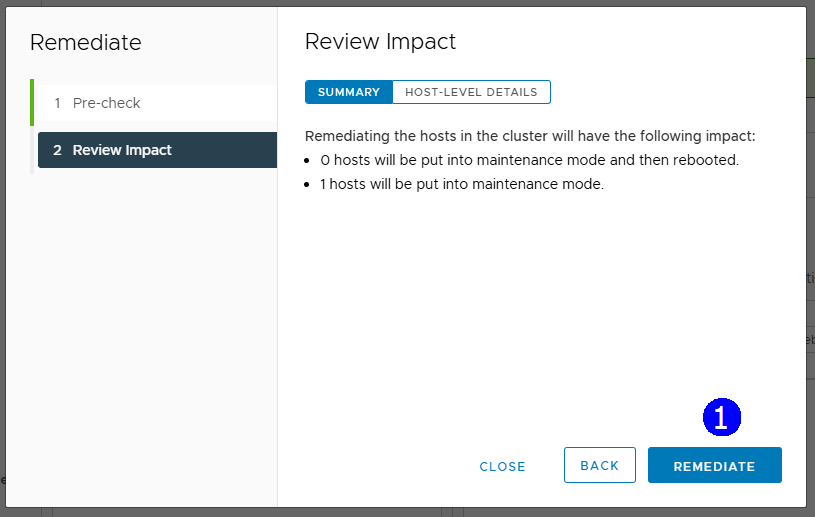 Remediate
1 Pre-check
2 Review Impact
Review Impact
SUMMARY HOST-LEVEL DETAILS
Remediating the hosts in the cluster will have the following impact:
• 0 hosts will be put into maintenance mode and then rebooted.
• 1 hosts will be put into maintenance mode.
1
CLOSE BACK REMEDIATE